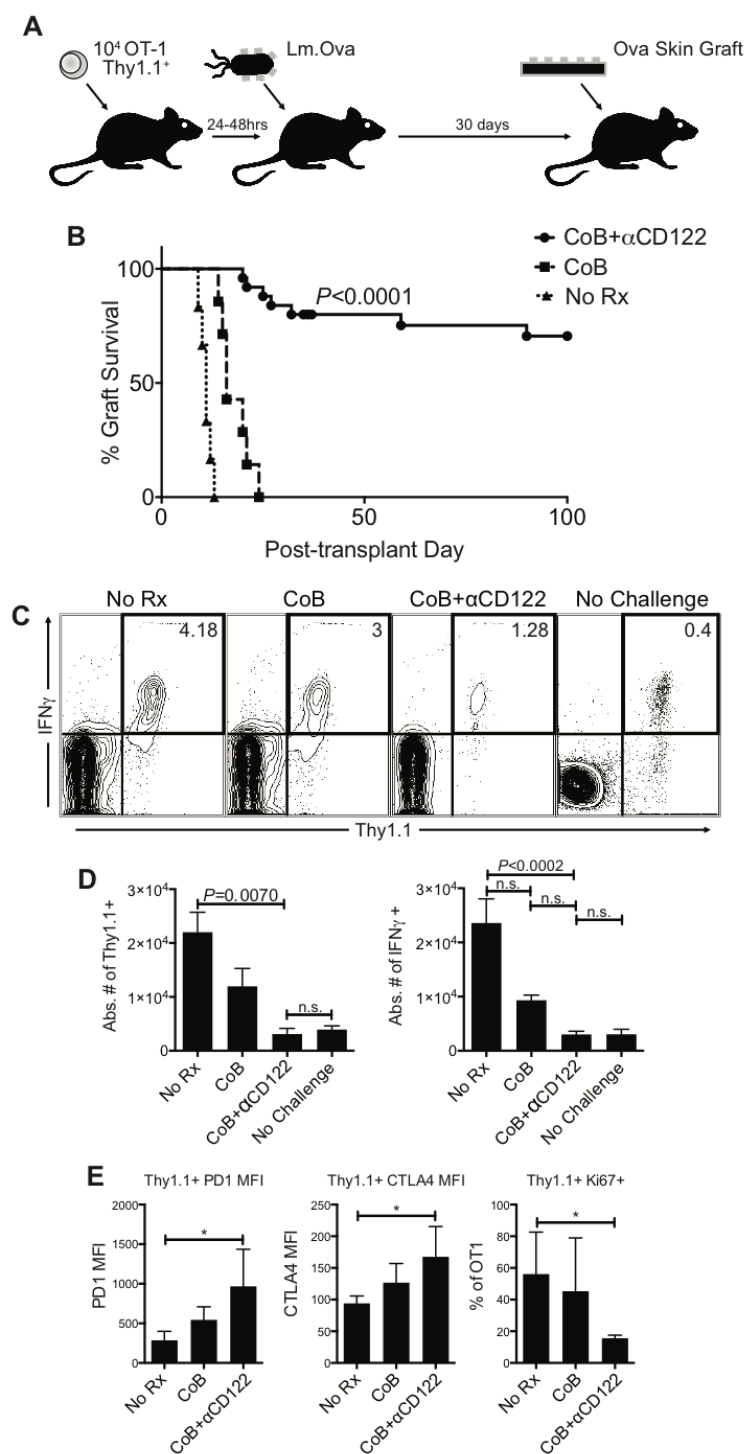 A
10⁴ OT-1
Thy1.1⁺
Lm.Ova
Ova Skin Graft
24-48hrs
30 days
B
CoB+αCD122
CoB
No Rx
P<0.0001
100
50
0
% Graft Survival
0 50 100
Post-transplant Day
C
No Rx CoB CoB+αCD122 No Challenge
4.18 3 1.28 0.4
IFNγ
Thy1.1
D
3×10⁴
2×10⁴
1×10⁴
0
Abs. # of Thy1.1+
P=0.0070
n.s.
No Rx
CoB
CoB+αCD122
No Challenge
3×10⁴
2×10⁴
1×10⁴
0
Abs. # of IFNγ +
P<0.0002
n.s.
n.s.
n.s.
No Rx
CoB
CoB+αCD122
No Challenge
E
Thy1.1+ PD1 MFI
2000
1500
1000
500
0
PD1 MFI
*
No Rx
CoB
CoB+αCD122
Thy1.1+ CTLA4 MFI
250
200
150
100
50
0
CTLA4 MFI
*
No Rx
CoB
CoB+αCD122
Thy1.1+ Ki67+
100
80
60
40
20
0
% of OT1
*
No Rx
CoB
CoB+αCD122